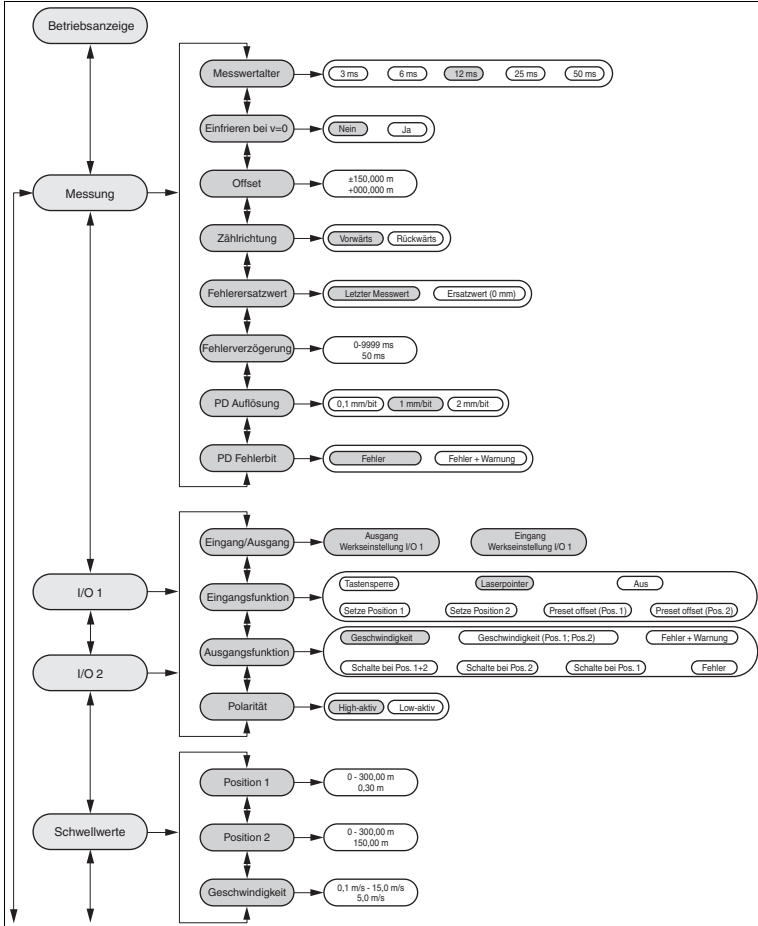 Betriebsanzeige
Messung
Messwertalter
3 ms 6 ms 12 ms 25 ms 50 ms
Einfrieren bei v=0
Nein Ja
Offset
±150,000 m
+000,000 m
Zählrichtung
Vorwärts Rückwärts
Fehlerersatzwert
Letzter Messwert Ersatzwert (0 mm)
Fehlerverzögerung
0-9999 ms
50 ms
PD Auflösung
0,1 mm/bit 1 mm/bit 2 mm/bit
PD Fehlerbit
Fehler Fehler + Warnung
I/O 1
I/O 2
Eingang/Ausgang
Ausgang
Werkseinstellung I/O 1
Eingang
Werkseinstellung I/O 1
Eingangsfunktion
Tastensperre Laserpointer Aus
Setze Position 1 Setze Position 2 Preset offset (Pos. 1) Preset offset (Pos. 2)
Ausgangsfunktion
Geschwindigkeit Geschwindigkeit (Pos. 1; Pos.2) Fehler + Warnung
Schalte bei Pos. 1+2 Schalte bei Pos. 2 Schalte bei Pos. 1 Fehler
Polarität
High-aktiv Low-aktiv
Schwellwerte
Position 1
0 - 300,00 m
0,30 m
Position 2
0 - 300,00 m
150,00 m
Geschwindigkeit
0,1 m/s - 15,0 m/s
5,0 m/s